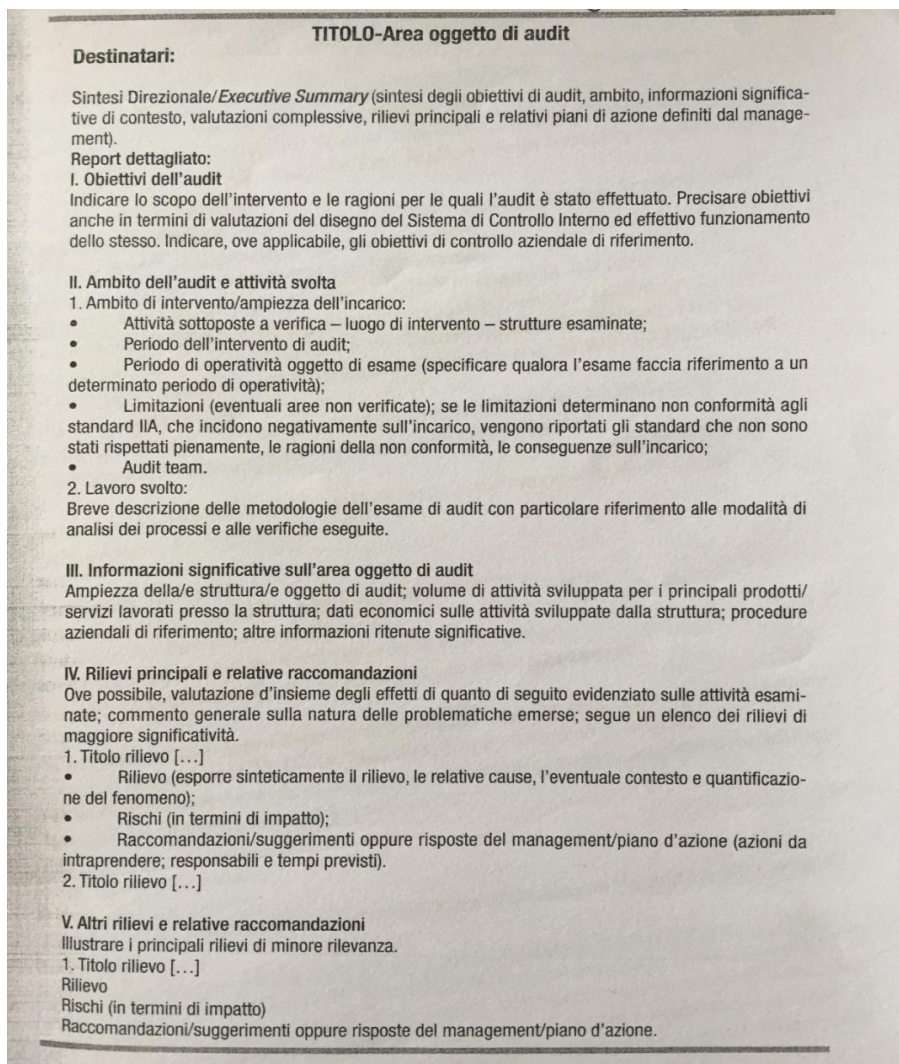 TITOLO-Area oggetto di audit
Destinatari:
Sintesi Direzionale/Executive Summary (sintesi degli obiettivi di audit, ambito, informazioni significa-
tive di contesto, valutazioni complessive, rilievi principali e relativi piani di azione definiti dal manage-
ment).
Report dettagliato:
I. Obiettivi dell'audit
Indicare lo scopo dell'intervento e le ragioni per le quali l'audit è stato effettuato. Precisare obiettivi
anche in termini di valutazioni del disegno del Sistema di Controllo Interno ed effettivo funzionamento
dello stesso. Indicare, ove applicabile, gli obiettivi di controllo aziendale di riferimento.
II. Ambito dell'audit e attività svolta
1. Ambito di intervento/ampiezza dell'incarico:
• Attività sottoposte a verifica – luogo di intervento – strutture esaminate;
• Periodo dell'intervento di audit;
• Periodo di operatività oggetto di esame (specificare qualora l'esame faccia riferimento a un
determinato periodo di operatività);
• Limitazioni (eventuali aree non verificate); se le limitazioni determinano non conformità agli
standard IIA, che incidono negativamente sull'incarico, vengono riportati gli standard che non sono
stati rispettati pienamente, le ragioni della non conformità, le conseguenze sull'incarico;
• Audit team.
2. Lavoro svolto:
Breve descrizione delle metodologie dell'esame di audit con particolare riferimento alle modalità di
analisi dei processi e alle verifiche eseguite.
III. Informazioni significative sull'area oggetto di audit
Ampiezza della/e struttura/e oggetto di audit; volume di attività sviluppata per i principali prodotti/
servizi lavorati presso la struttura; dati economici sulle attività sviluppate dalla struttura; procedure
aziendali di riferimento; altre informazioni ritenute significative.
IV. Rilievi principali e relative raccomandazioni
Ove possibile, valutazione d'insieme degli effetti di quanto di seguito evidenziato sulle attività esami-
nate; commento generale sulla natura delle problematiche emerse; segue un elenco dei rilievi di
maggiore significatività.
1. Titolo rilievo [...]
• Rilievo (esporre sinteticamente il rilievo, le relative cause, l'eventuale contesto e quantificazio-
ne del fenomeno);
• Rischi (in termini di impatto);
• Raccomandazioni/suggerimenti oppure risposte del management/piano d'azione (azioni da
intraprendere; responsabili e tempi previsti).
2. Titolo rilievo [...]
V. Altri rilievi e relative raccomandazioni
Illustrare i principali rilievi di minore rilevanza.
1. Titolo rilievo [...]
Rilievo
Rischi (in termini di impatto)
Raccomandazioni/suggerimenti oppure risposte del management/piano d'azione.